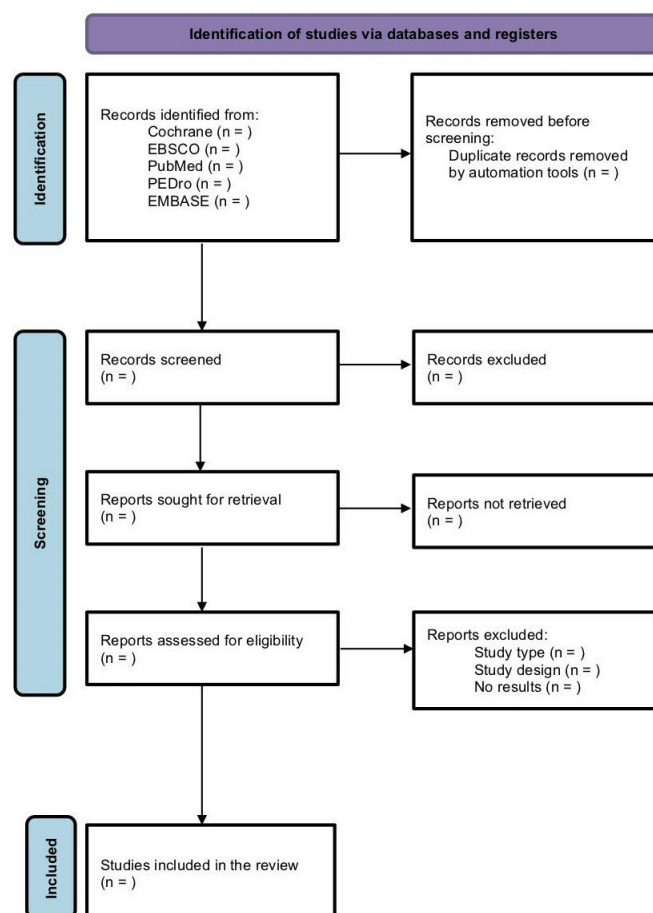 Identification of studies via databases and registers
Identification
Records identified from:
Cochrane (n = )
EBSCO (n = )
PubMed (n = )
PEDro (n = )
EMBASE (n = )
Records removed before
screening:
Duplicate records removed
by automation tools (n = )
Screening
Records screened
(n = )
Records excluded
(n = )
Reports sought for retrieval
(n = )
Reports not retrieved
(n = )
Reports assessed for eligibility
(n = )
Reports excluded:
Study type (n = )
Study design (n = )
No results (n = )
Included
Studies included in the review
(n = )